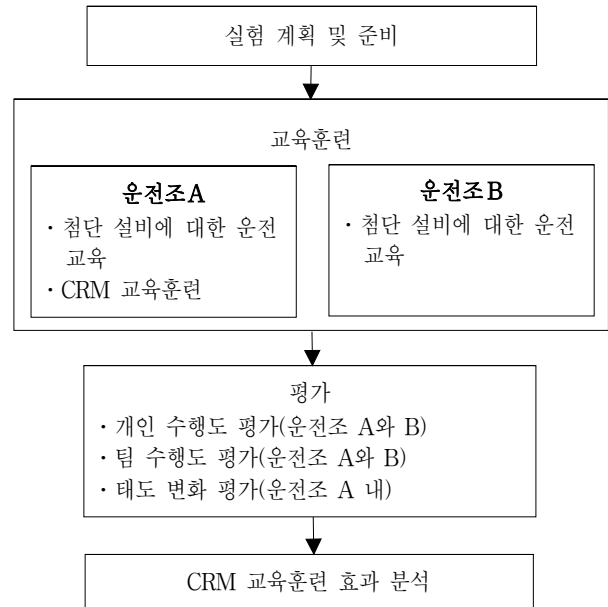 실험 계획 및 준비
교육훈련
운전조A
· 첨단 설비에 대한 운전
교육
· CRM 교육훈련
운전조B
· 첨단 설비에 대한 운전
교육
평가
· 개인 수행도 평가(운전조 A와 B)
· 팀 수행도 평가(운전조 A와 B)
· 태도 변화 평가(운전조 A 내)
CRM 교육훈련 효과 분석